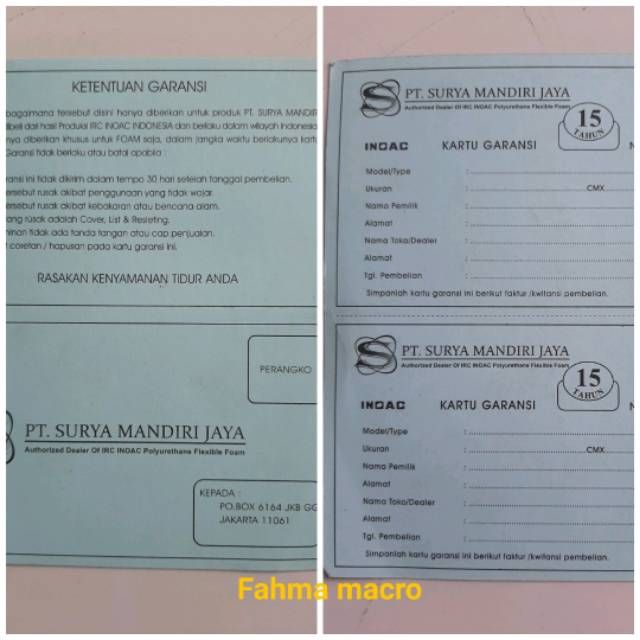 KETENTUAN GARANSI
bagaimana tersebut disini hanya diberikan untuk produk PT. SURYA MANDIR
dibeli dari hasil Produksi IRC INOAC INDONESIA dan berlaku dalam wilayah Indonesia
nya diberikan khusus untuk FOAM saja, dalam jangka waktu berlakunya kartu
Garansi tidak berlaku atau batal apabila :
ransi ini tidak dikirim dalam tempo 30 hari setelah tanggal pembelian.
ersebut rusak akibat penggunaan yang tidak wajar.
ersebut rusak akibat kebakaran atau bencana alam.
ang rusak adalah Cover, List & Resleting.
tidak ada tanda tangan atau cap penjualan.
coretan / hapusan pada kartu garansi ini.
RASAKAN KENYAMANAN TIDUR ANDA
PERANGKO
PT. SURYA MANDIRI JAYA
Authorized Dealer Of IRC INOAC Polyurethane Flexible Foam
KEPADA :
PO.BOX 6164 JKB GG
JAKARTA 11061
PT. SURYA MANDIRI JAYA
Authorized Dealer Of IRC INOAC Polyurethane Flexible Foam
15
TAHUN
INOAC KARTU GARANSI N
Model/Type :
Ukuran : CMX
Nama Pemilik :
Alamat :
Nama Toko/Dealer :
Alamat :
Tgl. Pembelian :
Simpanlah kartu garansi ini berikut faktur /kwitansi pembelian.
PT. SURYA MANDIRI JAYA
Authorized Dealer Of IRC INOAC Polyurethane Flexible Foam
15
TAHUN
INOAC KARTU GARANSI N
Model/Type :
Ukuran : CMX
Nama Pemilik :
Alamat :
Nama Toko/Dealer :
Alamat :
Tgl. Pembelian :
Simpanlah kartu garansi ini berikut faktur /kwitansi pembelian.
Fahma macro